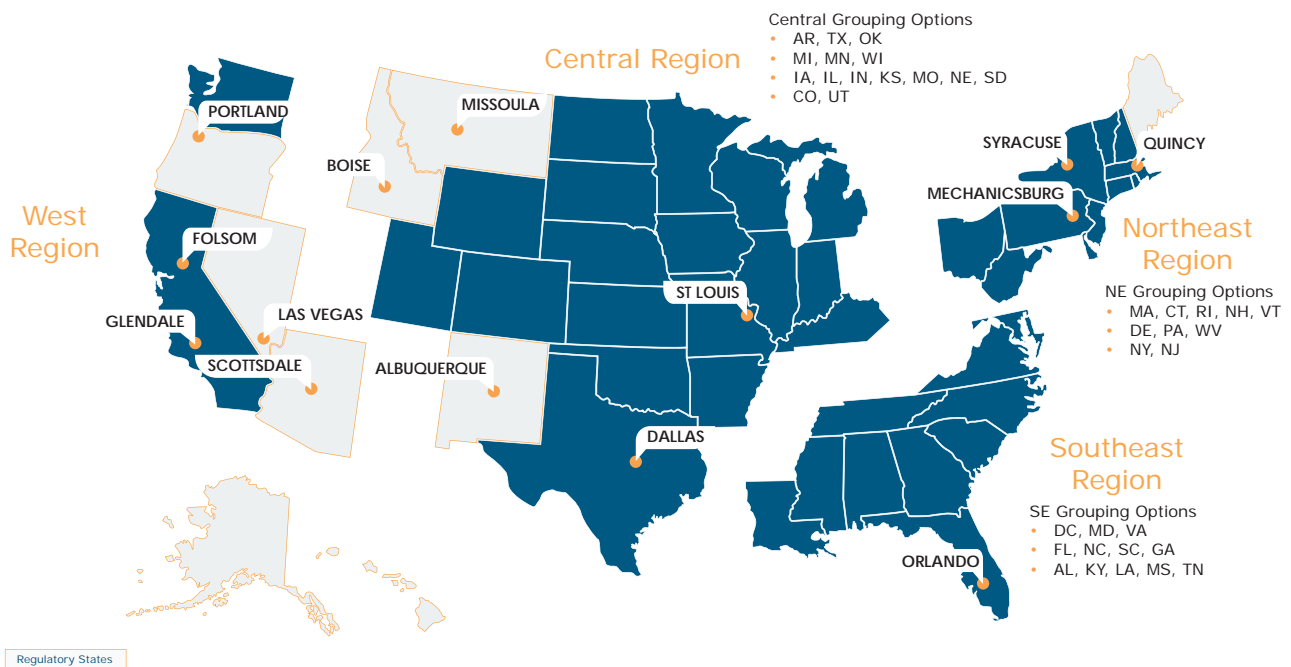 Central Grouping Options
• AR, TX, OK
• MI, MN, WI
• IA, IL, IN, KS, MO, NE, SD
• CO, UT
Central Region
PORTLAND
MISSOULA
BOISE
SYRACUSE
QUINCY
MECHANICSBURG
West
Region
FOLSOM
Northeast
Region
NE Grouping Options
• MA, CT, RI, NH, VT
• DE, PA, WV
• NY, NJ
ST LOUIS
GLENDALE
LAS VEGAS
SCOTTSDALE
ALBUQUERQUE
DALLAS
Southeast
Region
SE Grouping Options
• DC, MD, VA
• FL, NC, SC, GA
• AL, KY, LA, MS, TN
ORLANDO
Regulatory States